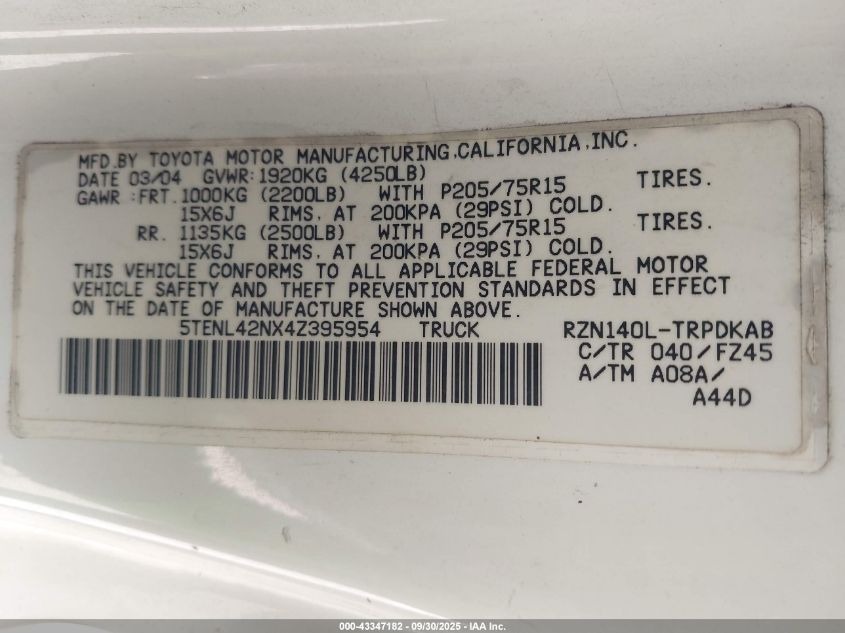 MFD.BY TOYOTA MOTOR MANUFACTURING,CALIFORNIA,INC.
DATE 03/04 GVWR:1920KG (4250LB)
GAWR :FRT.1000KG (2200LB) WITH P205/75R15 TIRES.
15X6J RIMS, AT 200KPA (29PSI) COLD.
RR. 1135KG (2500LB) WITH P205/75R15 TIRES.
15X6J RIMS, AT 200KPA (29PSI) COLD.
THIS VEHICLE CONFORMS TO ALL APPLICABLE FEDERAL MOTOR
VEHICLE SAFETY AND THEFT PREVENTION STANDARDS IN EFFECT
ON THE DATE OF MANUFACTURE SHOWN ABOVE.
5TENL42NX4Z395954 TRUCK RZN140L-TRPDKAB
C/TR 040/FZ45
A/TM A08A/
A44D
000-43347182 - 09/30/2025 - IAA Inc.